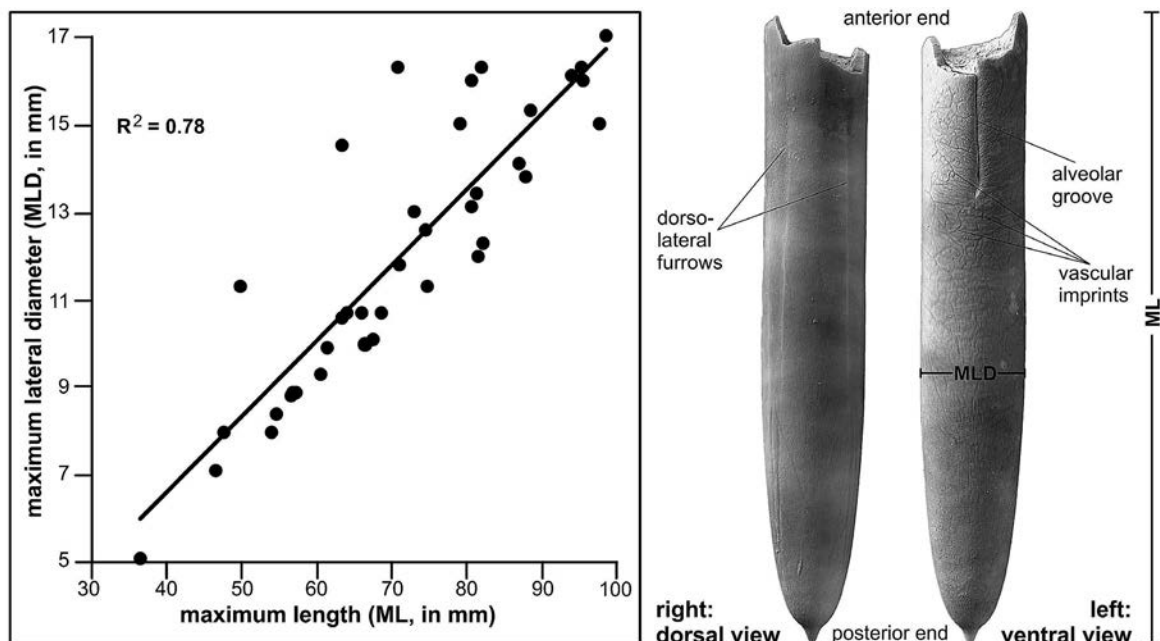 maximum lateral diameter (MLD, in mm)
17
15
13
11
9
7
5
R² = 0.78
30 40 50 60 70 80 90 100
maximum length (ML, in mm)
anterior end
dorso-
lateral
furrows
alveolar
groove
vascular
imprints
MLD
ML
right:
dorsal view
posterior end
left:
ventral view